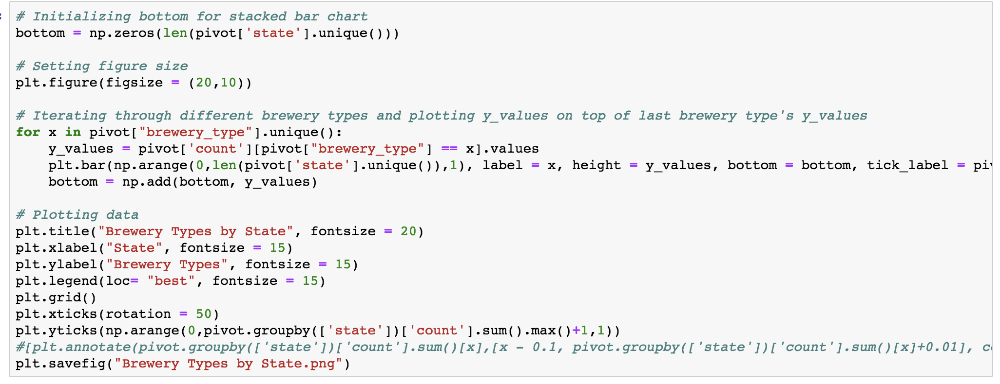 # Initializing bottom for stacked bar chart
bottom = np.zeros(len(pivot['state'].unique()))
# Setting figure size
plt.figure(figsize = (20,10))
# Iterating through different brewery types and plotting y_values on top of last brewery type's y_values
for x in pivot["brewery_type"].unique():
    y_values = pivot['count'][pivot["brewery_type"] == x].values
    plt.bar(np.arange(0,len(pivot['state'].unique()),1), label = x, height = y_values, bottom = bottom, tick_label =
    bottom = np.add(bottom, y_values)
# Plotting data
plt.title("Brewery Types by State", fontsize = 20)
plt.xlabel("State", fontsize = 15)
plt.ylabel("Brewery Types", fontsize = 15)
plt.legend(loc= "best", fontsize = 15)
plt.grid()
plt.xticks(rotation = 50)
plt.yticks(np.arange(0,pivot.groupby(['state'])['count'].sum().max()+1,1))
#[plt.annotate(pivot.groupby(['state'])['count'].sum()[x],[x - 0.1, pivot.groupby(['state'])['count'].sum()[x]+0.01],
plt.savefig("Brewery Types by State.png")